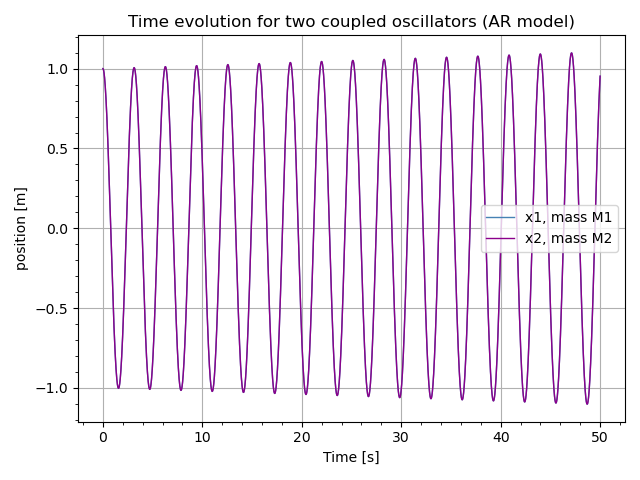 Time evolution for two coupled oscillators (AR model)
1.0
0.5
0.0
−0.5
−1.0
position [m]
x1, mass M1
x2, mass M2
0 10 20 30 40 50
Time [s]